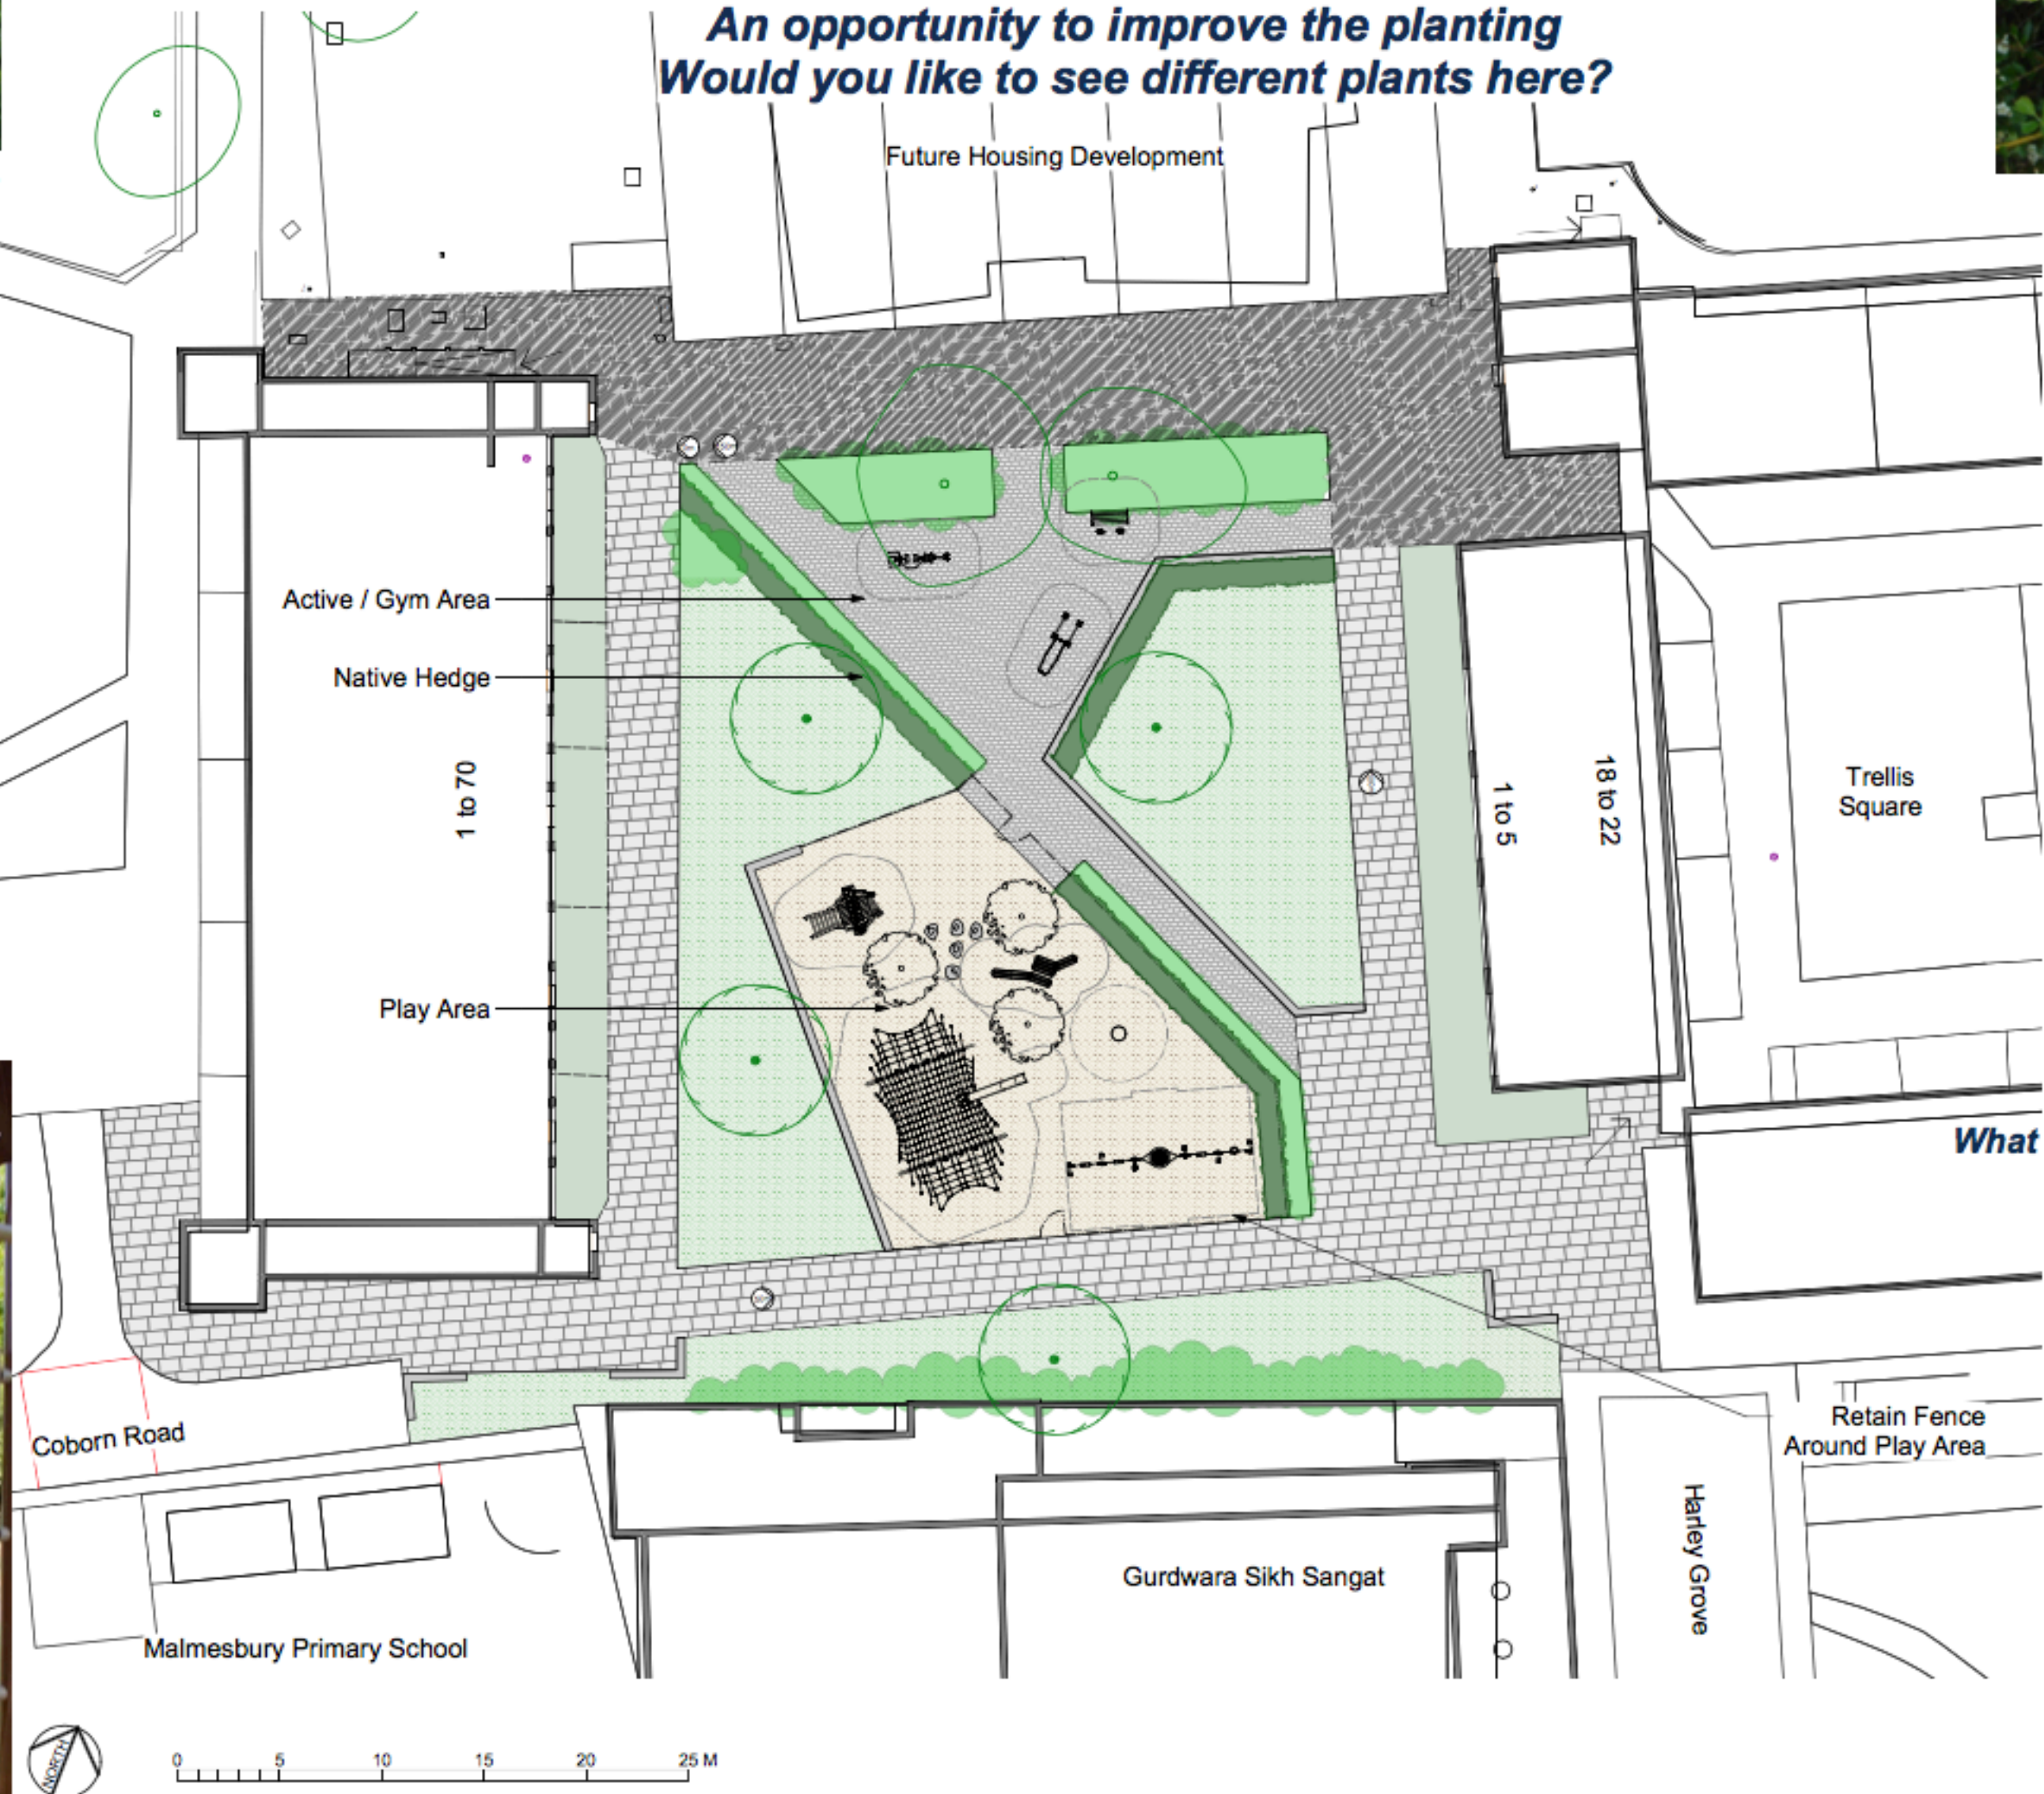 An opportunity to improve the planting
Would you like to see different plants here?
Future Housing Development
Active / Gym Area
Native Hedge
1 to 70
1 to 5
18 to 22
Trellis
Square
Play Area
What
Coborn Road
Retain Fence
Around Play Area
Harley Grove
Gurdwara Sikh Sangat
Malmesbury Primary School
NORTH
0 5 10 15 20 25 M